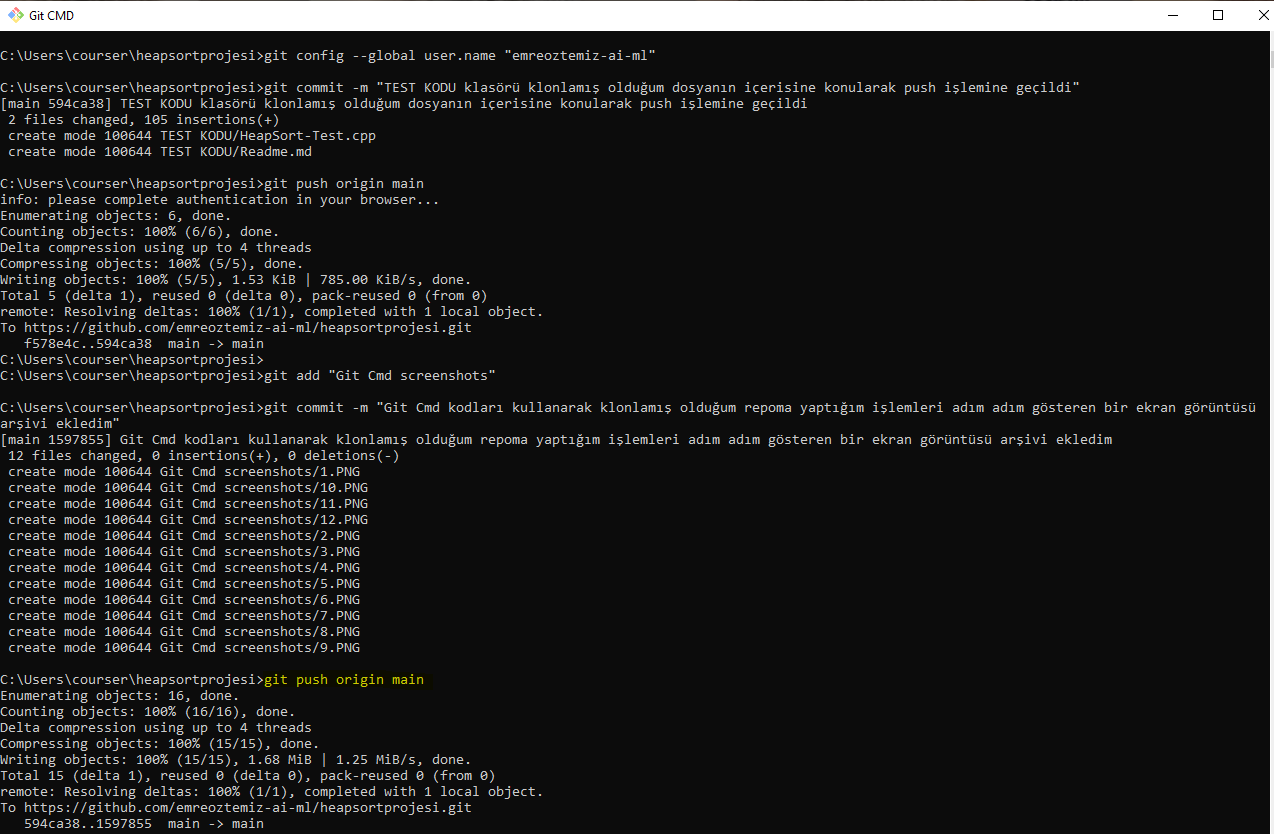 Git CMD
C:\Users\courser\heapsortprojesi>git config --global user.name "emreoztemiz-ai-ml"
C:\Users\courser\heapsortprojesi>git commit -m "TEST KODU klasörü klonlamış olduğum dosyanın içerisine konularak push işlemine geçildi"
[main 594ca38] TEST KODU klasörü klonlamış olduğum dosyanın içerisine konularak push işlemine geçildi
 2 files changed, 105 insertions(+)
 create mode 100644 TEST KODU/HeapSort-Test.cpp
 create mode 100644 TEST KODU/Readme.md
C:\Users\courser\heapsortprojesi>git push origin main
info: please complete authentication in your browser...
Enumerating objects: 6, done.
Counting objects: 100% (6/6), done.
Delta compression using up to 4 threads
Compressing objects: 100% (5/5), done.
Writing objects: 100% (5/5), 1.53 KiB | 785.00 KiB/s, done.
Total 5 (delta 1), reused 0 (delta 0), pack-reused 0 (from 0)
remote: Resolving deltas: 100% (1/1), completed with 1 local object.
To https://github.com/emreoztemiz-ai-ml/heapsortprojesi.git
   f578e4c..594ca38  main -> main
C:\Users\courser\heapsortprojesi>
C:\Users\courser\heapsortprojesi>git add "Git Cmd screenshots"
C:\Users\courser\heapsortprojesi>git commit -m "Git Cmd kodları kullanarak klonlamış olduğum repoma yaptığım işlemleri adım adım gösteren bir ekran görüntüsü
arşivi ekledim"
[main 1597855] Git Cmd kodları kullanarak klonlamış olduğum repoma yaptığım işlemleri adım adım gösteren bir ekran görüntüsü arşivi ekledim
 12 files changed, 0 insertions(+), 0 deletions(-)
 create mode 100644 Git Cmd screenshots/1.PNG
 create mode 100644 Git Cmd screenshots/10.PNG
 create mode 100644 Git Cmd screenshots/11.PNG
 create mode 100644 Git Cmd screenshots/12.PNG
 create mode 100644 Git Cmd screenshots/2.PNG
 create mode 100644 Git Cmd screenshots/3.PNG
 create mode 100644 Git Cmd screenshots/4.PNG
 create mode 100644 Git Cmd screenshots/5.PNG
 create mode 100644 Git Cmd screenshots/6.PNG
 create mode 100644 Git Cmd screenshots/7.PNG
 create mode 100644 Git Cmd screenshots/8.PNG
 create mode 100644 Git Cmd screenshots/9.PNG
C:\Users\courser\heapsortprojesi>git push origin main
Enumerating objects: 16, done.
Counting objects: 100% (16/16), done.
Delta compression using up to 4 threads
Compressing objects: 100% (15/15), done.
Writing objects: 100% (15/15), 1.68 MiB | 1.25 MiB/s, done.
Total 15 (delta 1), reused 0 (delta 0), pack-reused 0 (from 0)
remote: Resolving deltas: 100% (1/1), completed with 1 local object.
To https://github.com/emreoztemiz-ai-ml/heapsortprojesi.git
   594ca38..1597855  main -> main